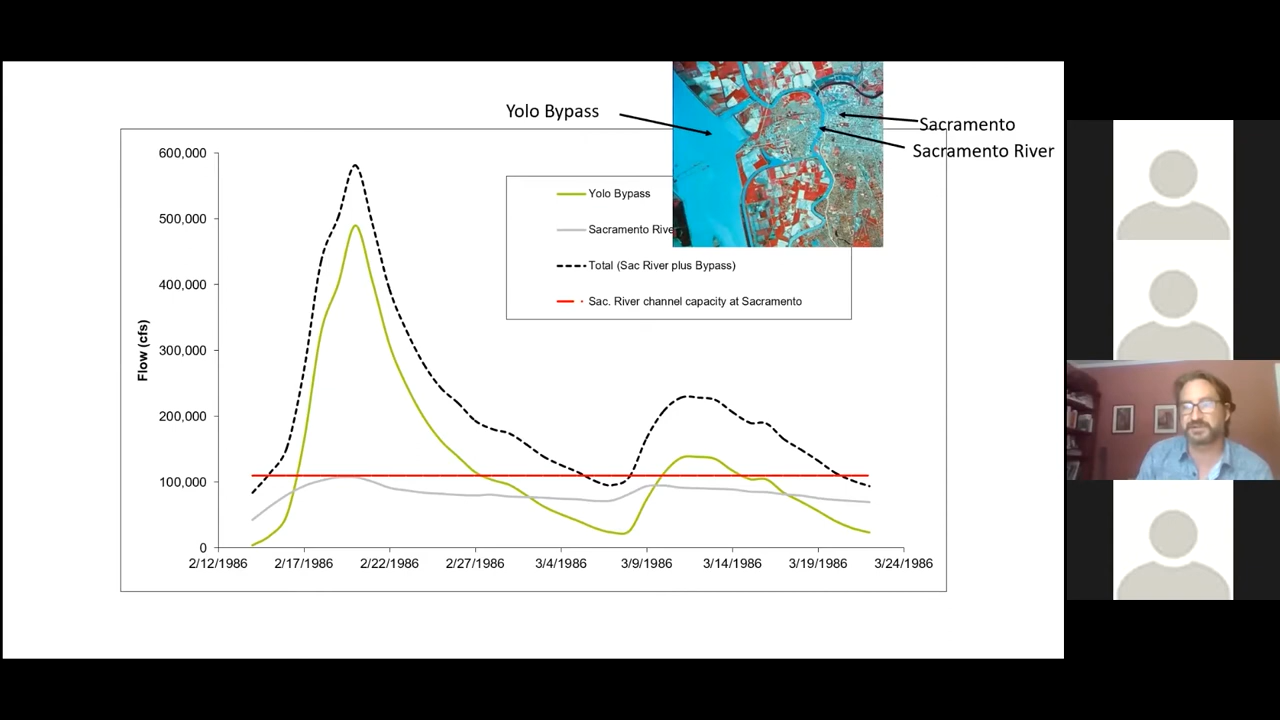 Yolo Bypass
Sacramento
Sacramento River
600,000
500,000
400,000
300,000
200,000
100,000
0
Flow (cfs)
Yolo Bypass
Sacramento Rive
Total (Sac River plus Bypass)
Sac. River channel capacity at Sacramento
2/12/1986
2/17/1986
2/22/1986
2/27/1986
3/4/1986
3/9/1986
3/14/1986
3/19/1986
3/24/1986